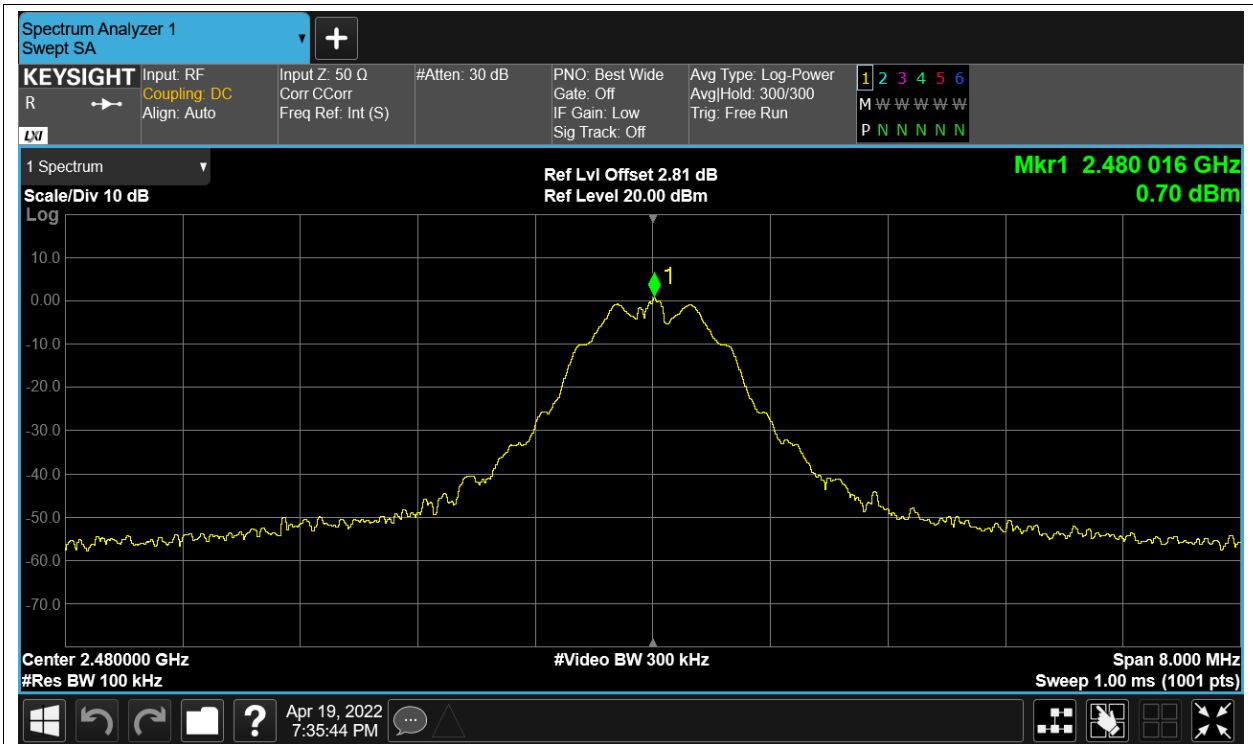 Spectrum Analyzer 1
Swept SA
KEYSIGHT
R
LXI
Input: RF
Coupling: DC
Align: Auto
Input Z: 50 Ω
Corr CCorr
Freq Ref: Int (S)
#Atten: 30 dB
PNO: Best Wide
Gate: Off
IF Gain: Low
Sig Track: Off
Avg Type: Log-Power
Avg|Hold: 300/300
Trig: Free Run
1 2 3 4 5 6
M W W W W W
P N N N N N
1 Spectrum
Scale/Div 10 dB
Log
Ref Lvl Offset 2.81 dB
Ref Level 20.00 dBm
Mkr1 2.480 016 GHz
0.70 dBm
1
10.0
0.00
-10.0
-20.0
-30.0
-40.0
-50.0
-60.0
-70.0
Center 2.480000 GHz
#Res BW 100 kHz
#Video BW 300 kHz
Span 8.000 MHz
Sweep 1.00 ms (1001 pts)
?
Apr 19, 2022
7:35:44 PM